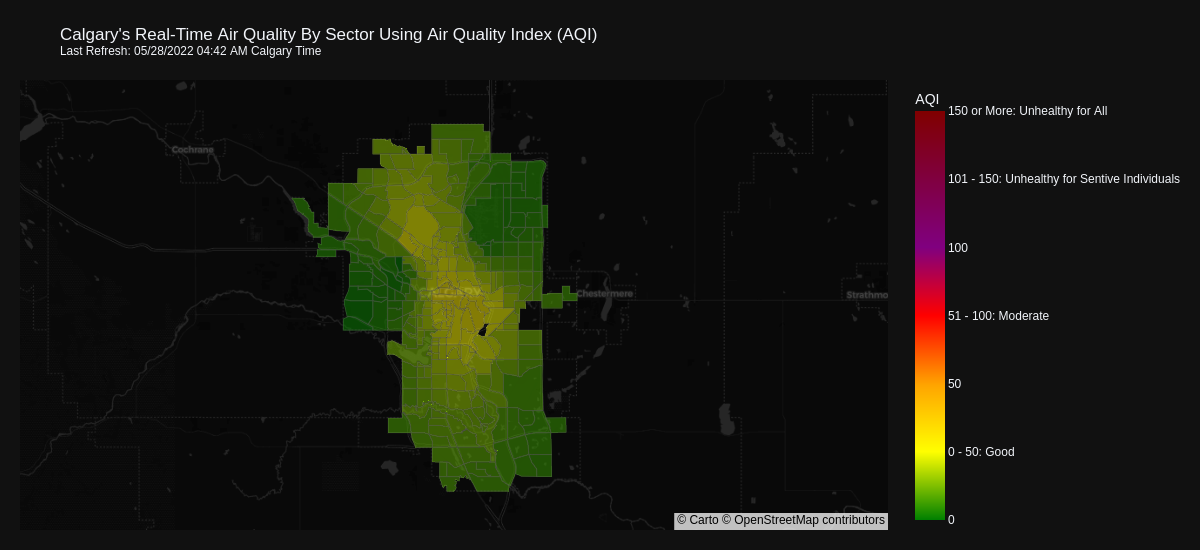 Calgary's Real-Time Air Quality By Sector Using Air Quality Index (AQI)
Last Refresh: 05/28/2022 04:42 AM Calgary Time
AQI
150 or More: Unhealthy for All
Cochrane
101 - 150: Unhealthy for Sentive Individuals
100
Chestermere
Strathmo
51 - 100: Moderate
50
0 - 50: Good
© Carto © OpenStreetMap contributors
0